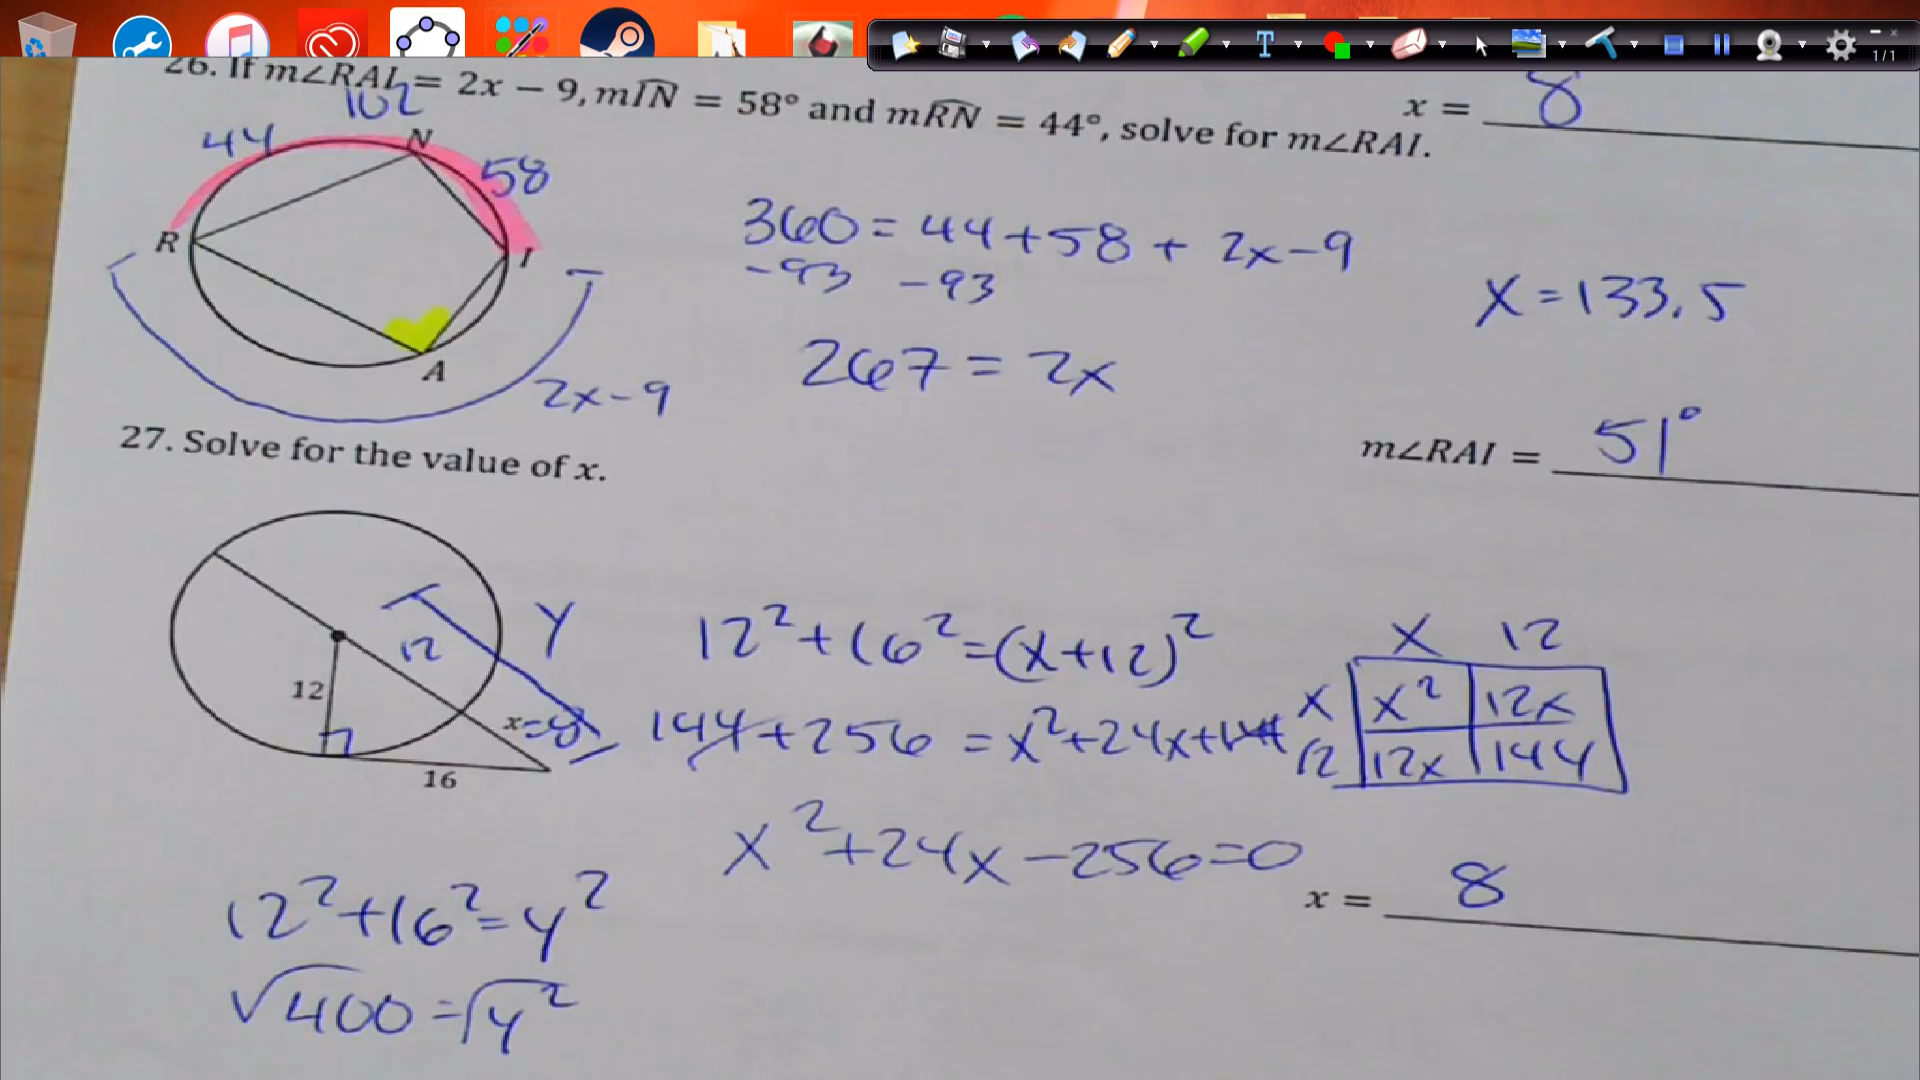 26. If m∠RAI = 2x − 9, mIN = 58° and mRN = 44°, solve for m∠RAI.
x = 8
1/1
102
44
N
58
R
I
A
2x-9
360 = 44+58 + 2x-9
-93 -93
267 = 2x
x = 133.5
m∠RAI = 51°
27. Solve for the value of x.
12
12
Y
x=8
16
12²+16²=(x+12)²
144+256 = x²+24x+144
x²+24x-256=0
x 12
x x² 12x
12 12x 144
x = 8
12²+16²=y²
√400=√y²